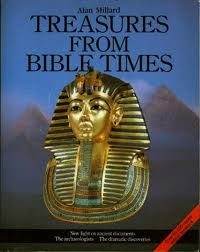 Alan Millard
TREASURES
FROM
BIBLE TIMES
New light on ancient documents
The archaeologists The dramatic discoveries